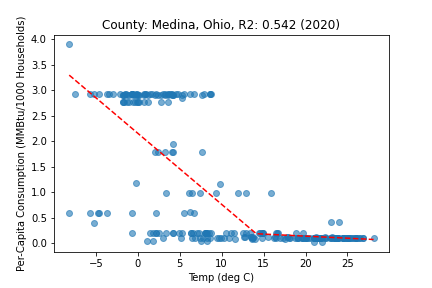 County: Medina, Ohio, R2: 0.542 (2020)
Per-Capita Consumption (MMBtu/1000 Households)
4.0
3.5
3.0
2.5
2.0
1.5
1.0
0.5
0.0
−5 0 5 10 15 20 25
Temp (deg C)